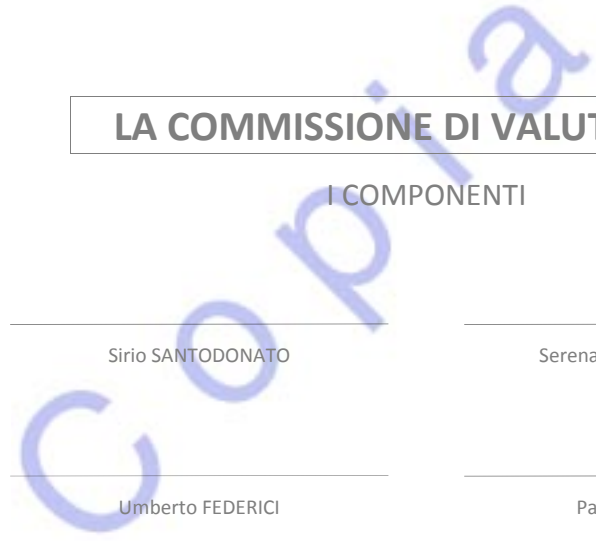 LA COMMISSIONE DI VALUT
I COMPONENTI
Sirio SANTODONATO
Serena
Umberto FEDERICI
Pa
Copia